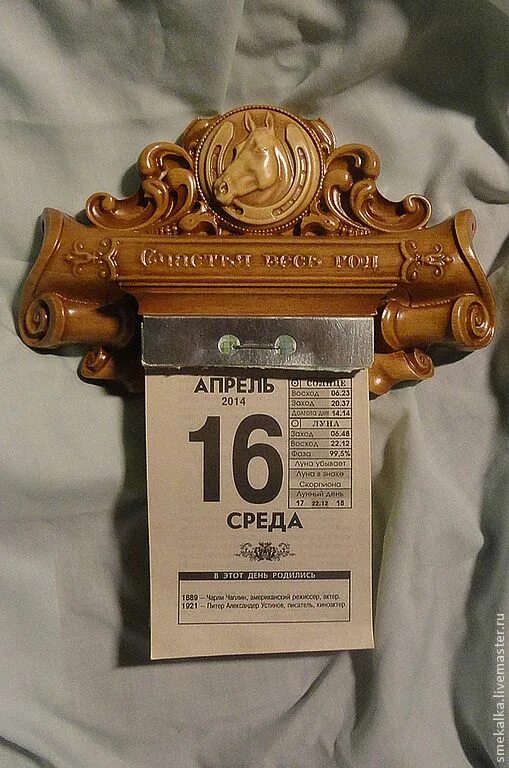 Счастья весь год
АПРЕЛЬ
2014
16
СРЕДА
СОЛНЦЕ
Восход 06.23
Заход 20.37
Долгота дня 14.14
ЛУНА
Заход 06.48
Восход 22.12
Фаза 99,5%
Луна убывает
Луна в знаке
Скорпиона
Лунный день
17 22.12 18
В ЭТОТ ДЕНЬ РОДИЛИСЬ
1889 – Чарли Чаплин, американский режиссер, актер.
1921 – Питер Александер Устинов, писатель, киноактер.
smekalka.livemaster.ru